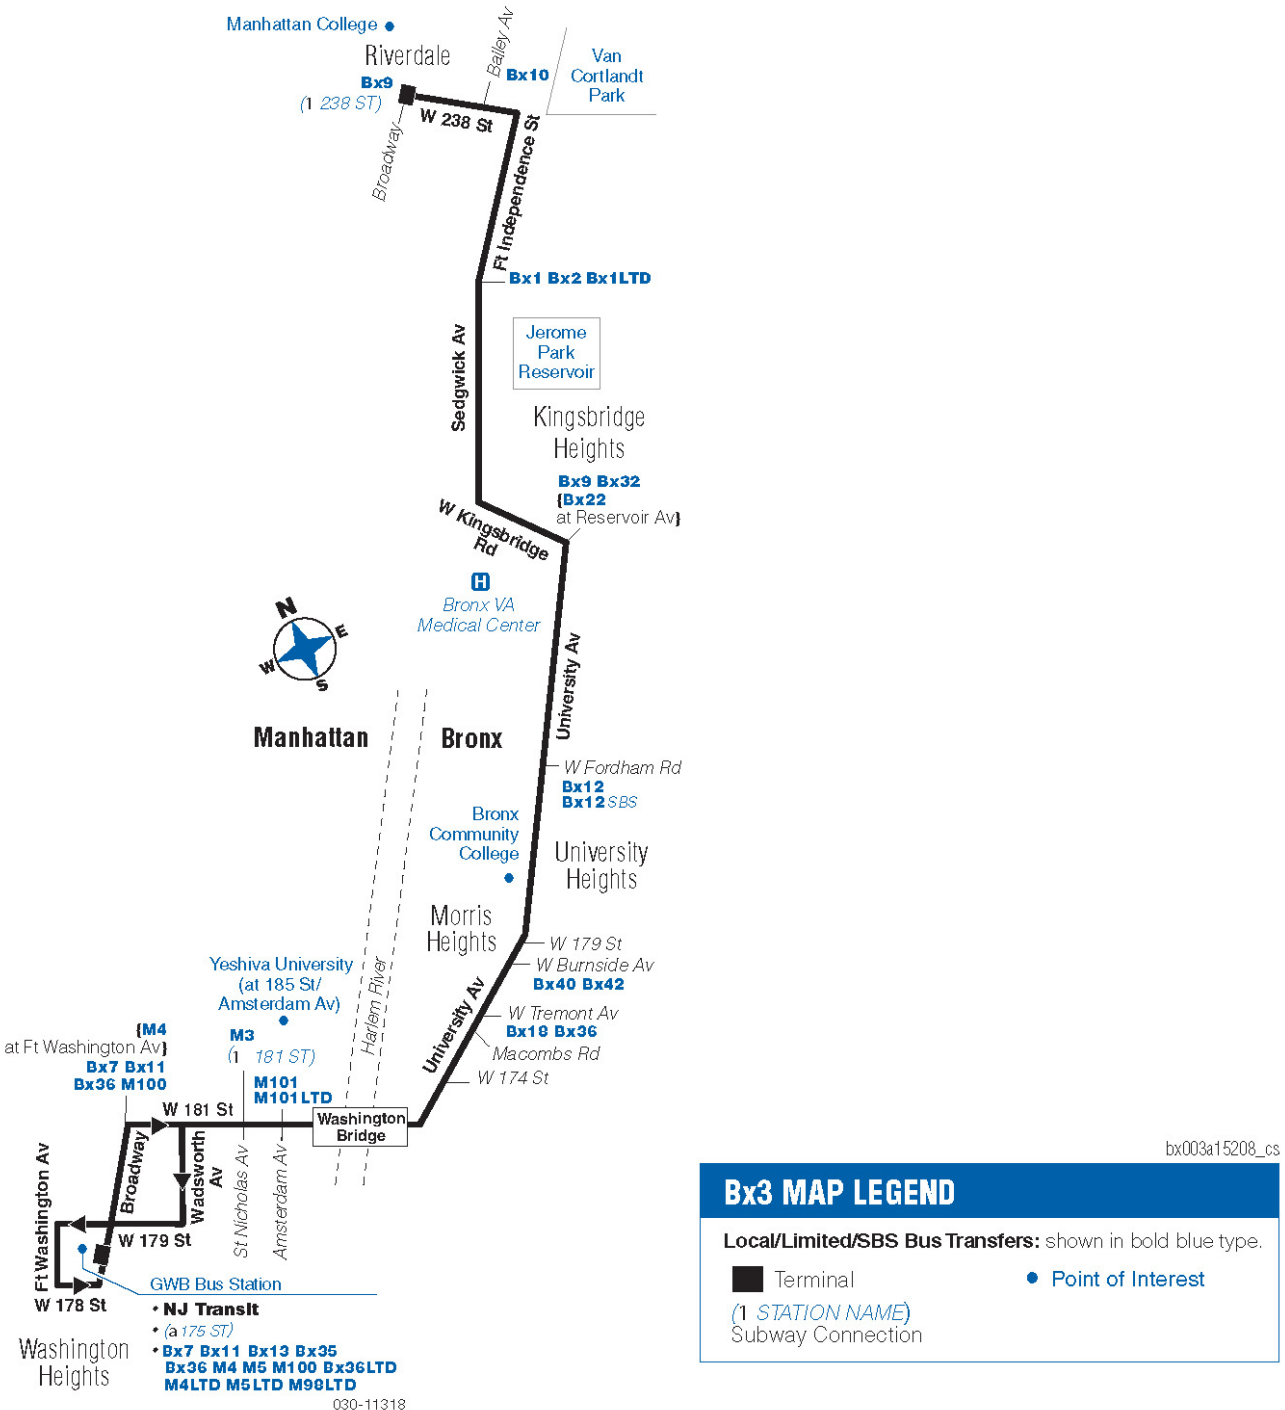 Manhattan College
Riverdale
Bailey Av
Van
Cortlandt
Park
Bx9
(1 238 ST)
Bx10
W 238 St
Broadway
Ft Independence St
Bx1 Bx2 Bx1LTD
Sedgwick Av
Jerome
Park
Reservoir
Kingsbridge
Heights
Bx9 Bx32
{Bx22
at Reservoir Av}
W Kingsbridge
Rd
H
Bronx VA
Medical Center
N
E
W
S
University Av
Manhattan
Bronx
W Fordham Rd
Bx12
Bx12 SBS
Bronx
Community
College
University
Heights
Morris
Heights
W 179 St
W Burnside Av
Bx40 Bx42
University Av
W Tremont Av
Bx18 Bx36
Macombs Rd
W 174 St
Harlem River
Yeshiva University
(at 185 St/
Amsterdam Av)
{M4
at Ft Washington Av}
Bx7 Bx11
Bx36 M100
M3
(1 181 ST)
M101
M101 LTD
W 181 St
Washington
Bridge
Broadway
Wadsworth
Av
St Nicholas Av
Amsterdam Av
Ft Washington Av
W 179 St
W 178 St
GWB Bus Station
• NJ Transit
• (a 175 ST)
• Bx7 Bx11 Bx13 Bx35
Bx36 M4 M5 M100 Bx36LTD
M4LTD M5LTD M98LTD
Washington
Heights
030-11318
bx003a15208_cs
Bx3 MAP LEGEND
Local/Limited/SBS Bus Transfers: shown in bold blue type.
Terminal
Point of Interest
(1 STATION NAME)
Subway Connection